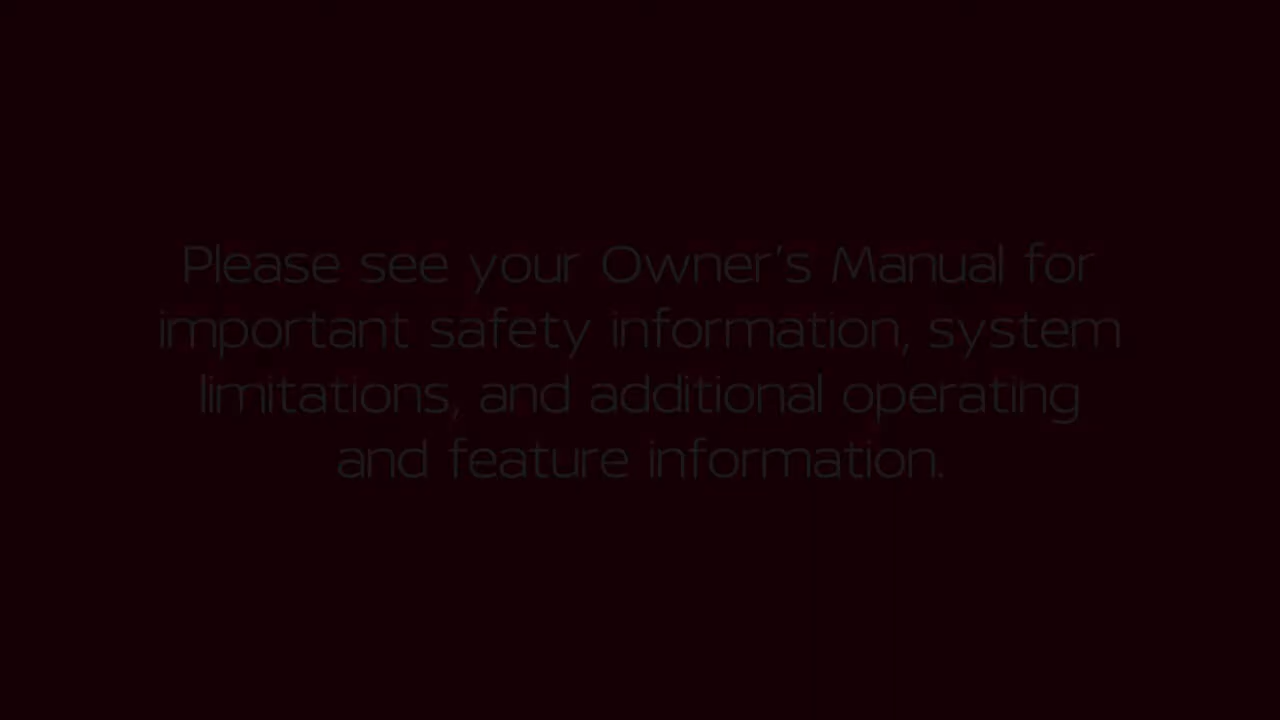 Please see your Owner's Manual for
important safety information, system
limitations, and additional operating
and feature information.